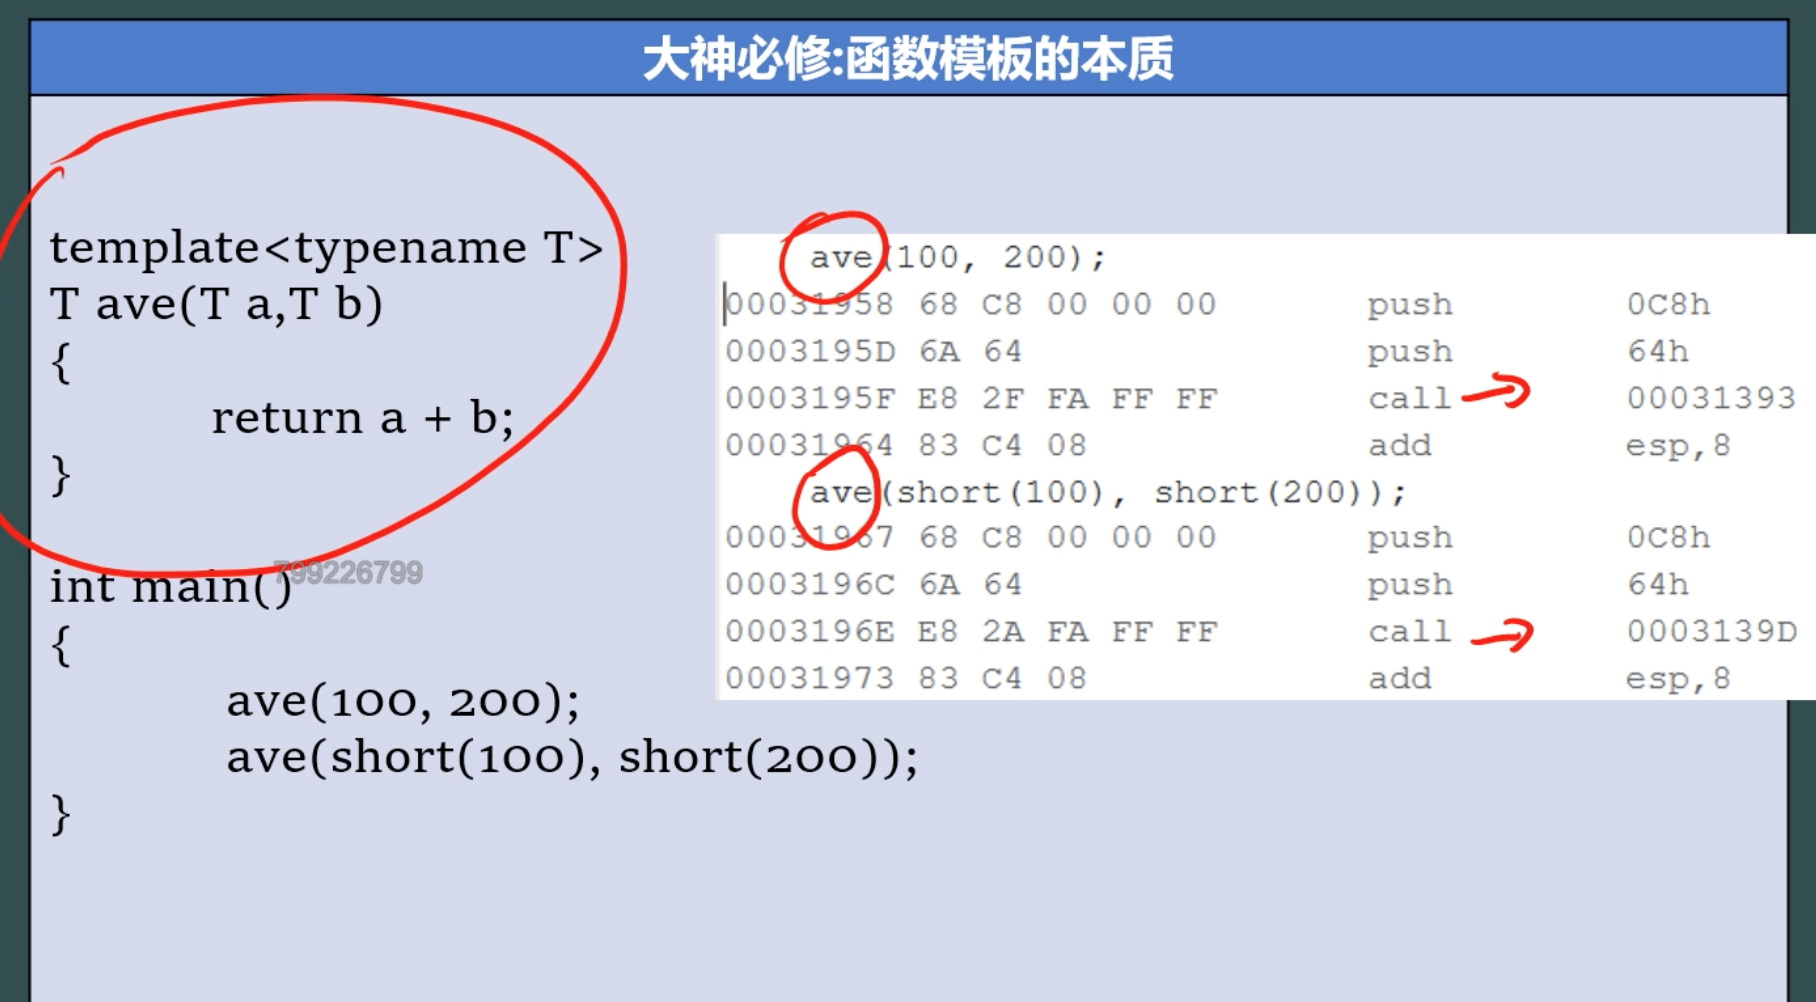 大神必修:函数模板的本质
template<typename T>
T ave(T a,T b)
{
return a + b;
}
int main()
{
ave(100, 200);
ave(short(100), short(200));
}
799226799
ave(100, 200);
00031958 68 C8 00 00 00 push 0C8h
0003195D 6A 64 push 64h
0003195F E8 2F FA FF FF call 00031393
00031964 83 C4 08 add esp,8
ave(short(100), short(200));
00031967 68 C8 00 00 00 push 0C8h
0003196C 6A 64 push 64h
0003196E E8 2A FA FF FF call 0003139D
00031973 83 C4 08 add esp,8